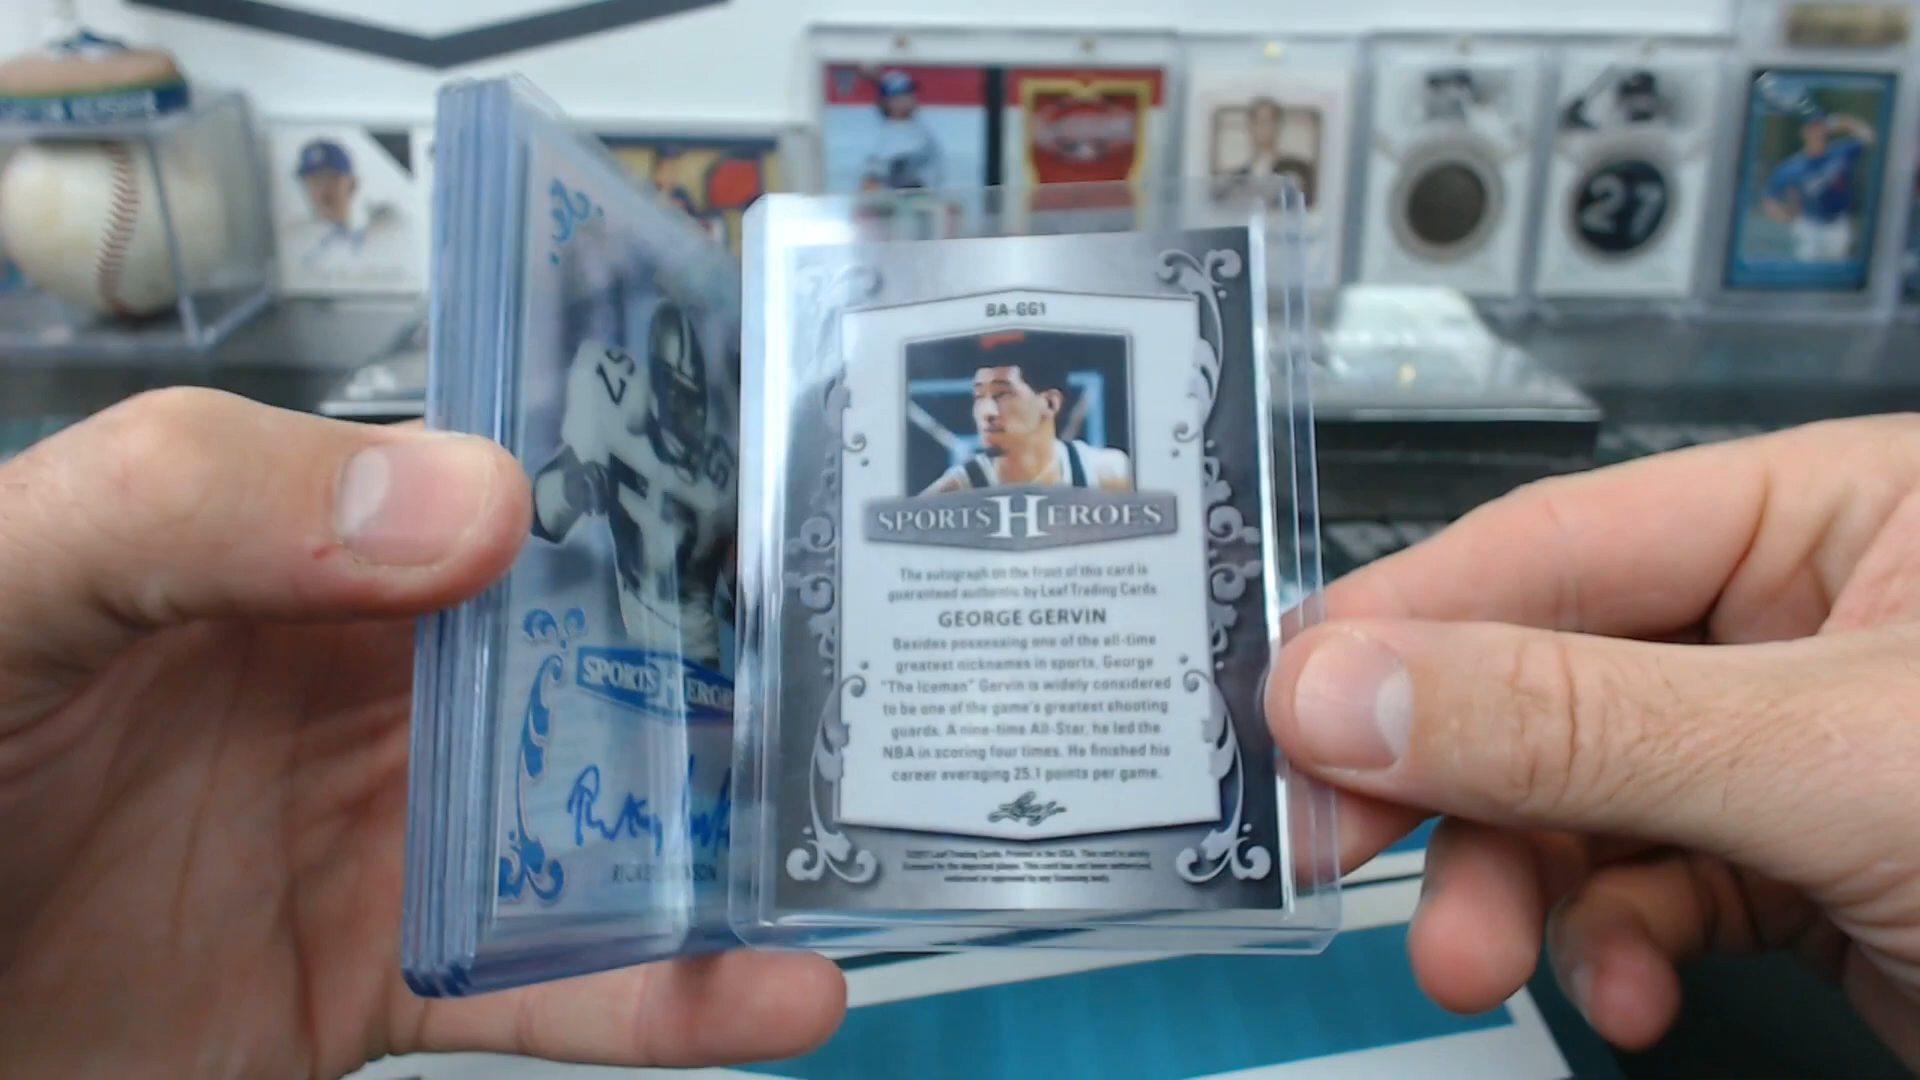 BA-GG1
SPORTS HEROES
The autograph on the front of this card is
guaranteed authentic by Leaf Trading Cards.
GEORGE GERVIN
Besides possessing one of the all-time
greatest nicknames in sports, George
"The Iceman" Gervin is widely considered
to be one of the game's greatest shooting
guards. A nine-time All-Star, he led the
NBA in scoring four times. He finished his
career averaging 25.1 points per game.
Leaf
57
SPORTS HEROES
27